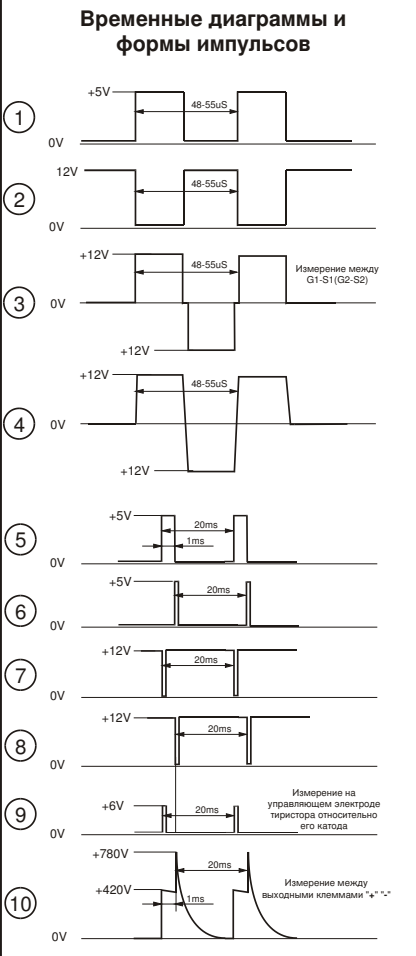 Временные диаграммы и
формы импульсов
1
+5V
48-55uS
0V
2
12V
48-55uS
0V
3
+12V
48-55uS
Измерение между
G1-S1(G2-S2)
0V
+12V
4
+12V
48-55uS
0V
+12V
5
+5V
20ms
1ms
0V
6
+5V
20ms
0V
7
+12V
20ms
0V
8
+12V
20ms
0V
9
+6V
20ms
Измерение на
управляющем электроде
тиристора относительно
его катода
0V
10
+780V
20ms
+420V
1ms
Измерение между
выходными клеммами "+" "-"
0V